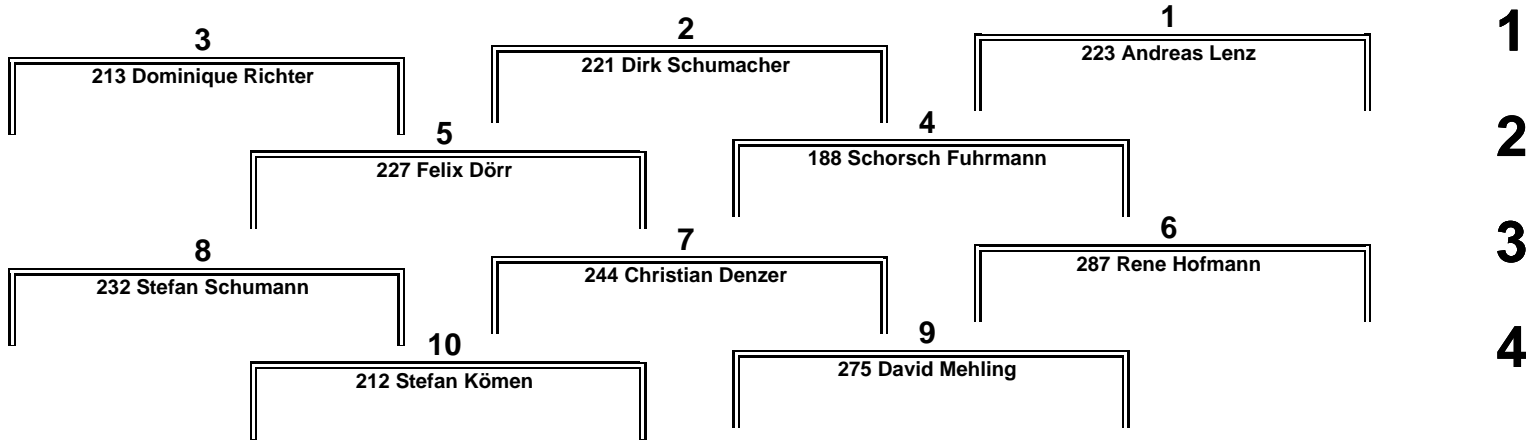 3 2 1 1
213 Dominique Richter 221 Dirk Schumacher 223 Andreas Lenz
5 4 2
227 Felix Dörr 188 Schorsch Fuhrmann
8 7 6 3
232 Stefan Schumann 244 Christian Denzer 287 Rene Hofmann
10 9 4
212 Stefan Kömen 275 David Mehling